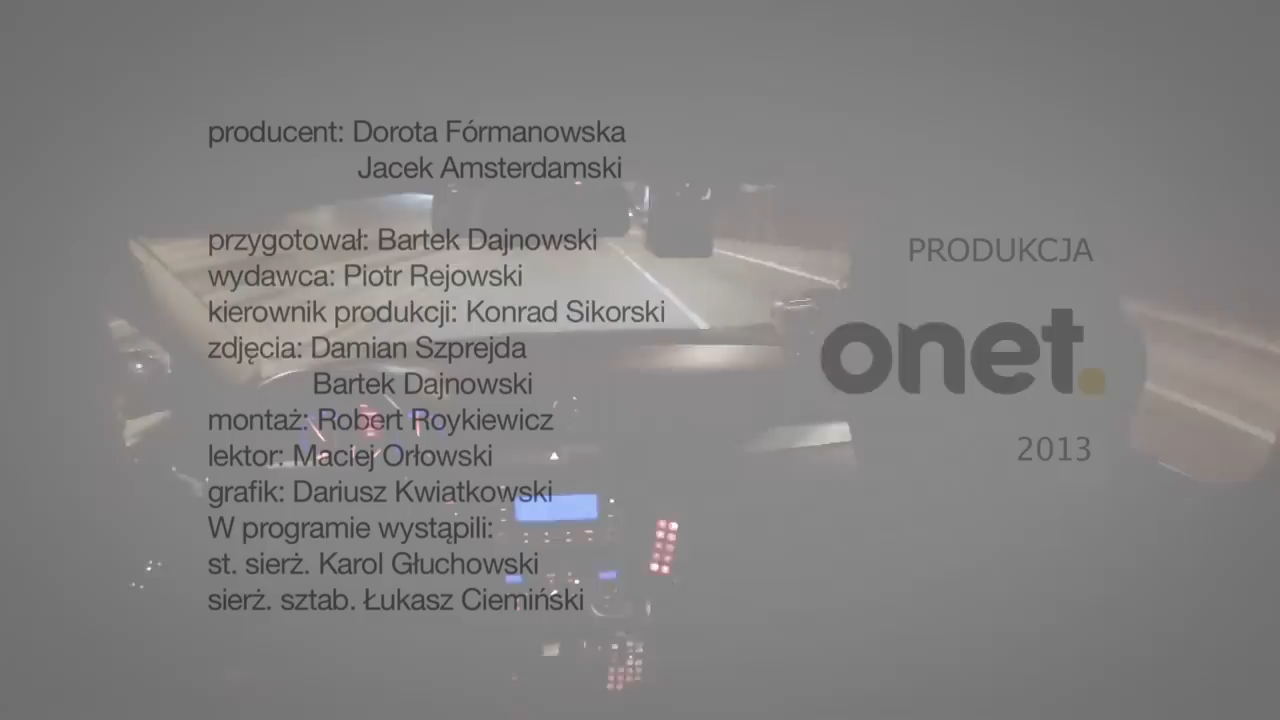 producent: Dorota Fórmanowska
Jacek Amsterdamski
przygotował: Bartek Dajnowski
wydawca: Piotr Rejowski
kierownik produkcji: Konrad Sikorski
zdjęcia: Damian Szprejda
Bartek Dajnowski
montaż: Robert Roykiewicz
lektor: Maciej Orłowski
grafik: Dariusz Kwiatkowski
W programie wystąpili:
st. sierż. Karol Głuchowski
sierż. sztab. Łukasz Ciemiński
PRODUKCJA
onet.
2013